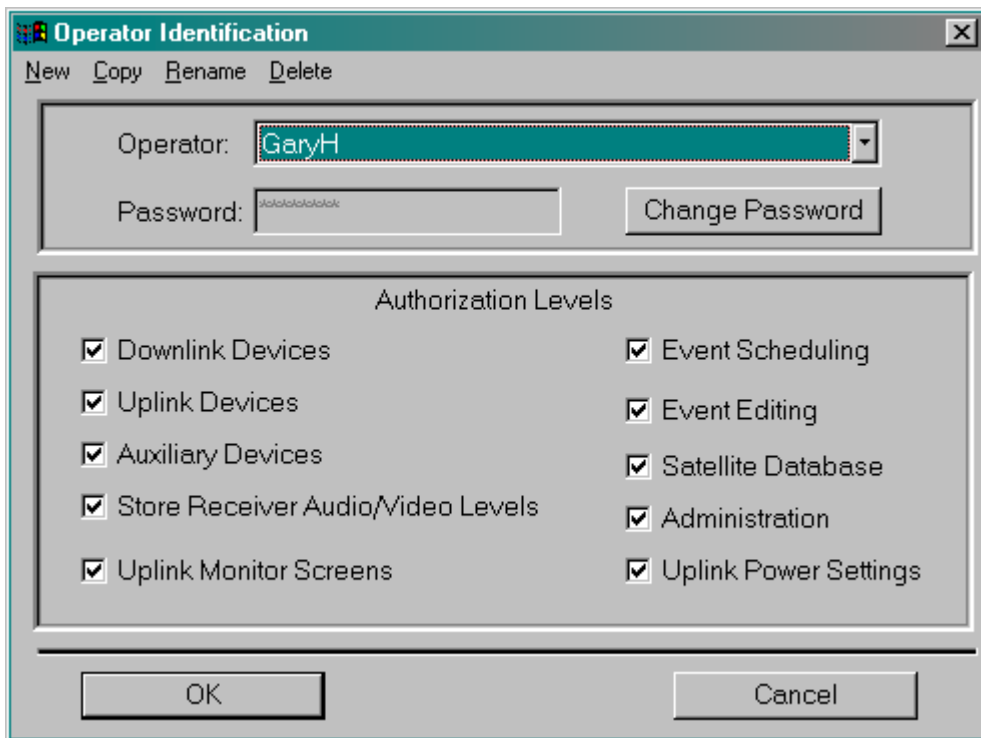 Operator Identification
New Copy Rename Delete
Operator: GaryH
Password: *********
Change Password
Authorization Levels
Downlink Devices
Uplink Devices
Auxiliary Devices
Store Receiver Audio/Video Levels
Uplink Monitor Screens
Event Scheduling
Event Editing
Satellite Database
Administration
Uplink Power Settings
OK
Cancel